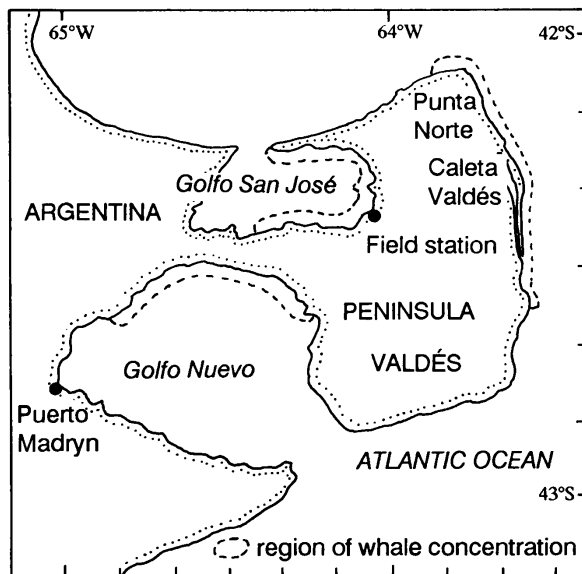 65°W
64°W
42°S
Punta
Norte
Golfo San José
Caleta
Valdés
ARGENTINA
Field station
PENINSULA
VALDÉS
Golfo Nuevo
Puerto
Madryn
ATLANTIC OCEAN
43°S
region of whale concentration